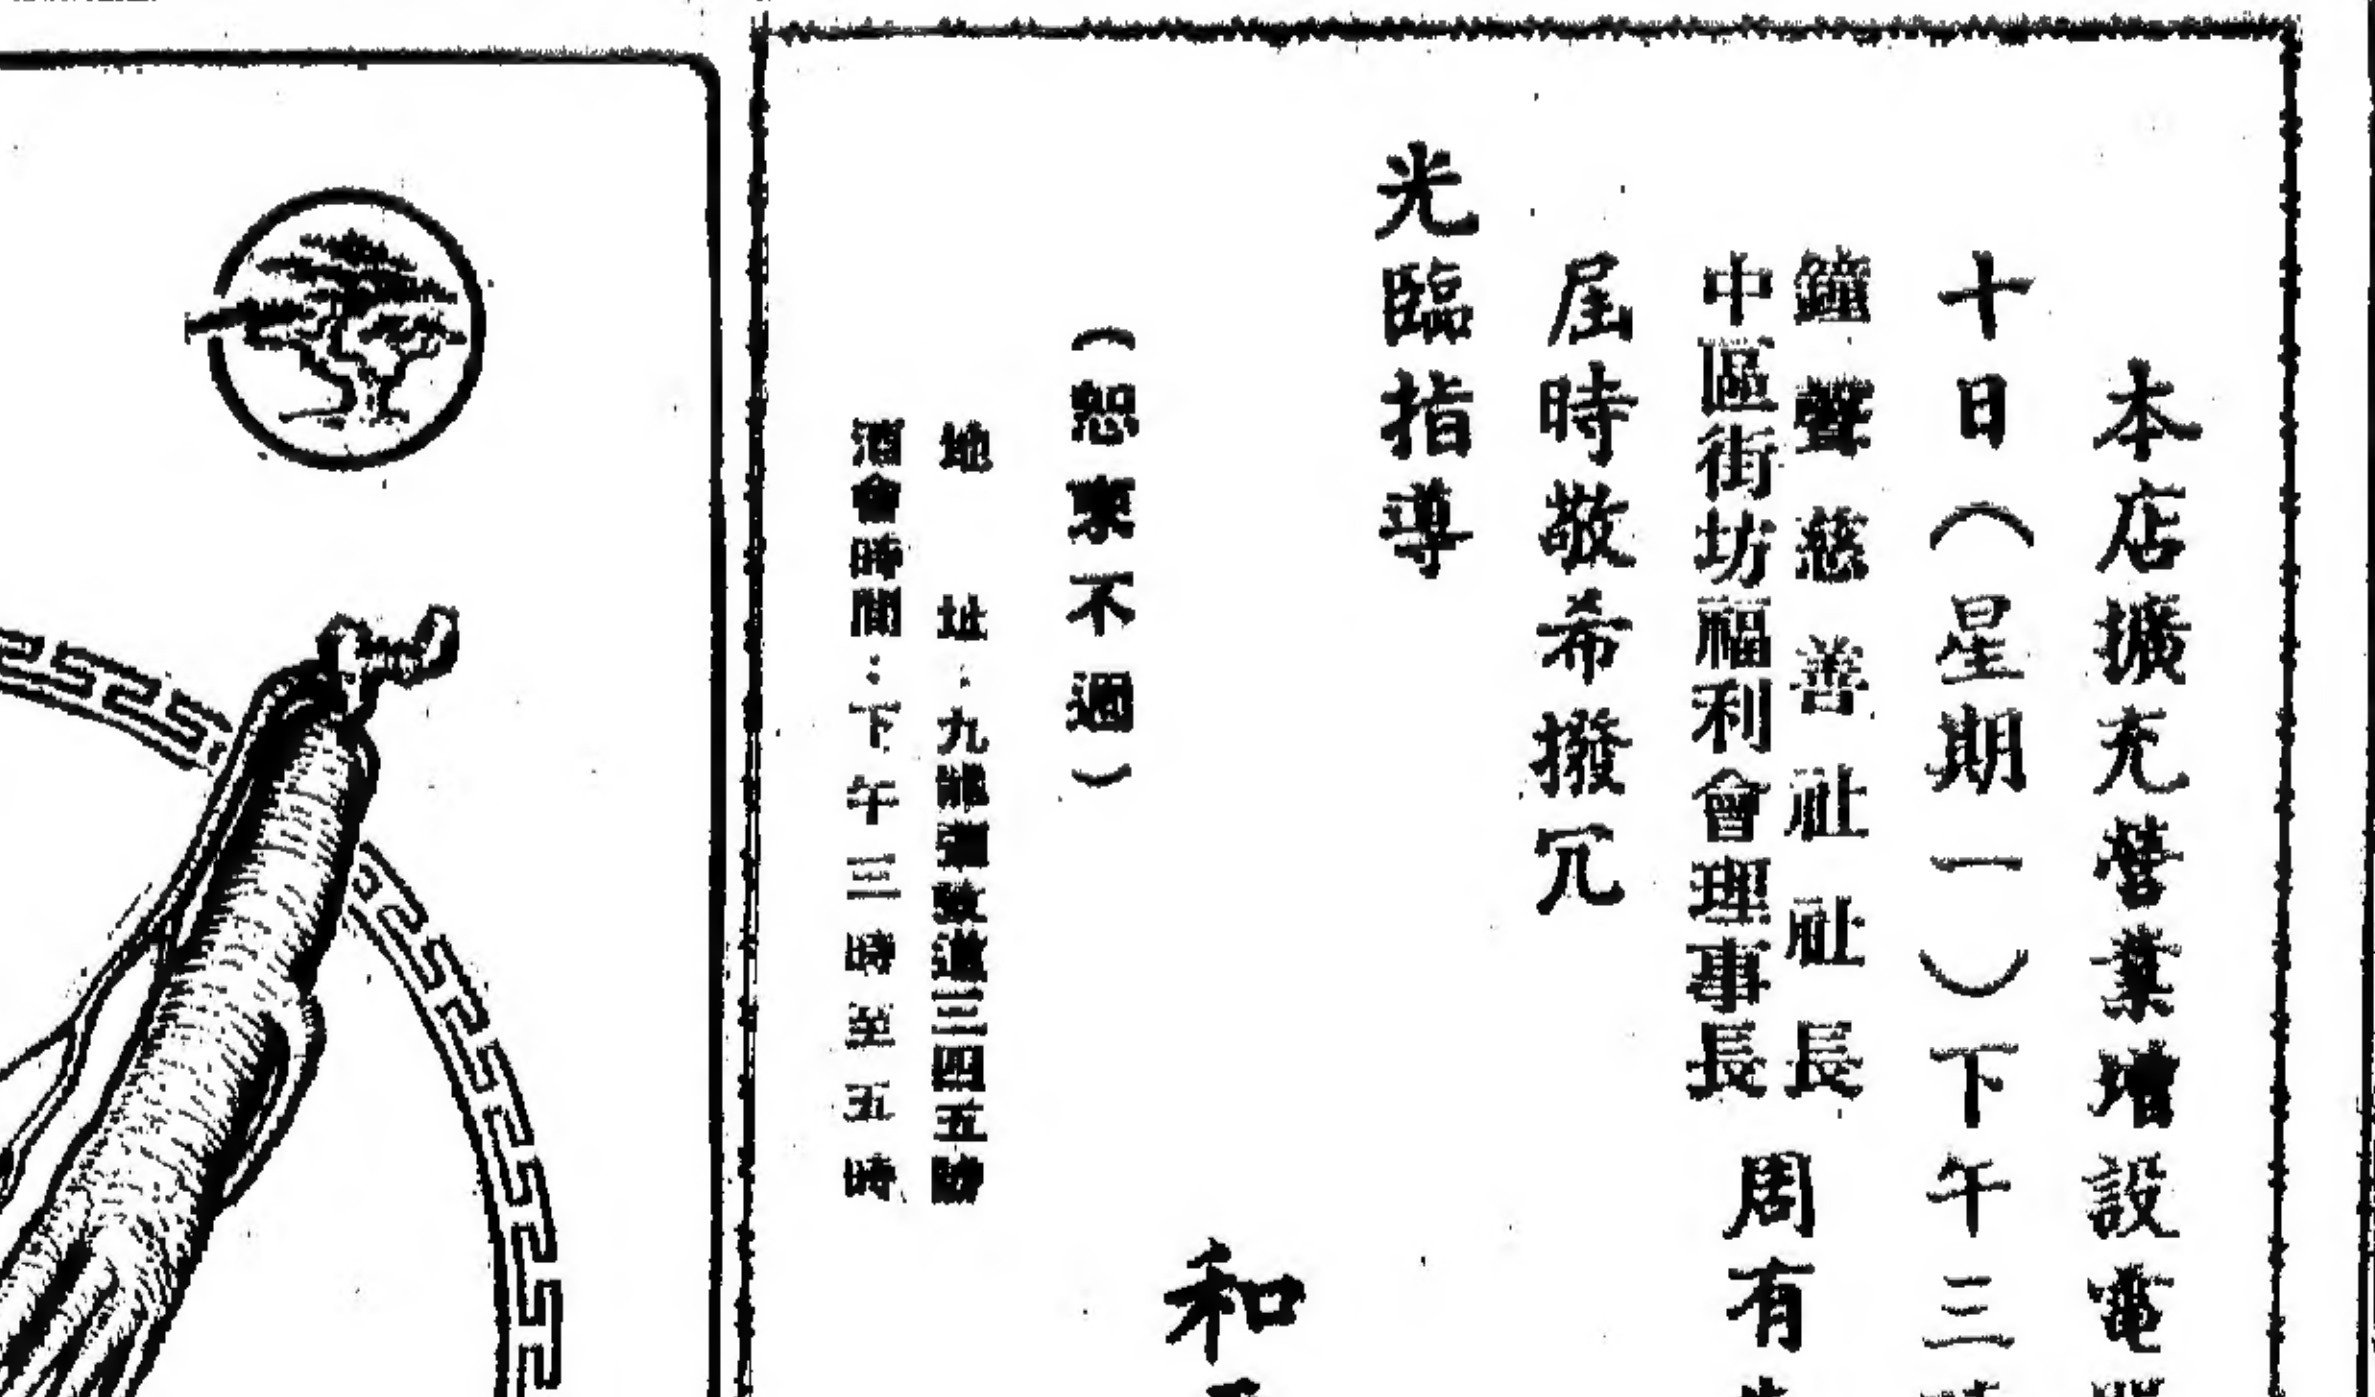 本店擴充營業增設電
十日（星期一）下午三
鐘聲慈善社社長
中區街坊福利會理事長
周有
屆時敬希撥冗
光臨指導
和
（恕柬不週）
地址：九龍彌敦道三四五號
酒會時間：下午三時至五時